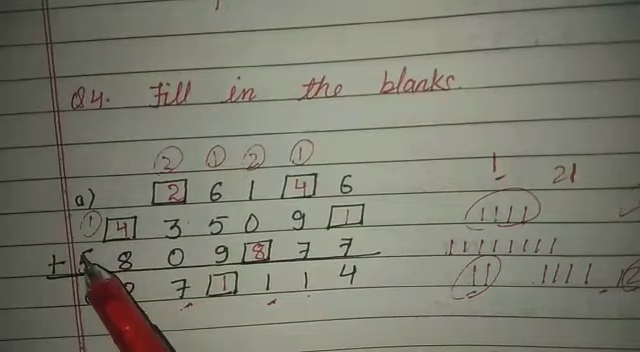 Q4. Fill in the blanks.
② ① ② ①
a) 2 6 1 4 6
① 4 3 5 0 9 1
+ 8 0 9 8 7 7
7 1 1 1 4
1 21